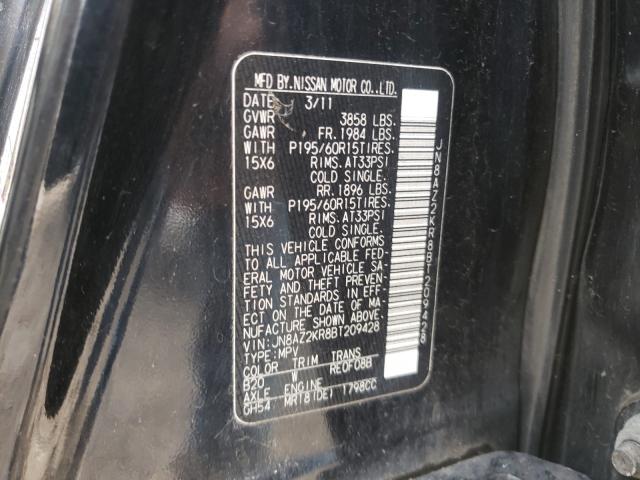 MFD BY.NISSAN MOTOR CO.,LTD.
DATE 3/11
GVWR 3858 LBS.
GAWR FR.1984 LBS.
WITH P195/60R15TIRES.
15X6 RIMS.AT33PSI
COLD SINGLE.
GAWR RR.1896 LBS.
WITH P195/60R15TIRES.
15X6 RIMS.AT33PSI
COLD SINGLE.
THIS VEHICLE CONFORMS
TO ALL APPLICABLE FED-
ERAL MOTOR VEHICLE SA-
FETY AND THEFT PREVEN-
TION STANDARDS IN EFF-
ECT ON THE DATE OF MA-
NUFACTURE SHOWN ABOVE.
VIN:JN8AZ2KR8BT209428
TYPE:MPV
COLOR TRIM TRANS
B20 W RE0F08B
AXLE ENGINE
GH54 MR18(DE) 1798CC
JN8AZ2KR8BT209428